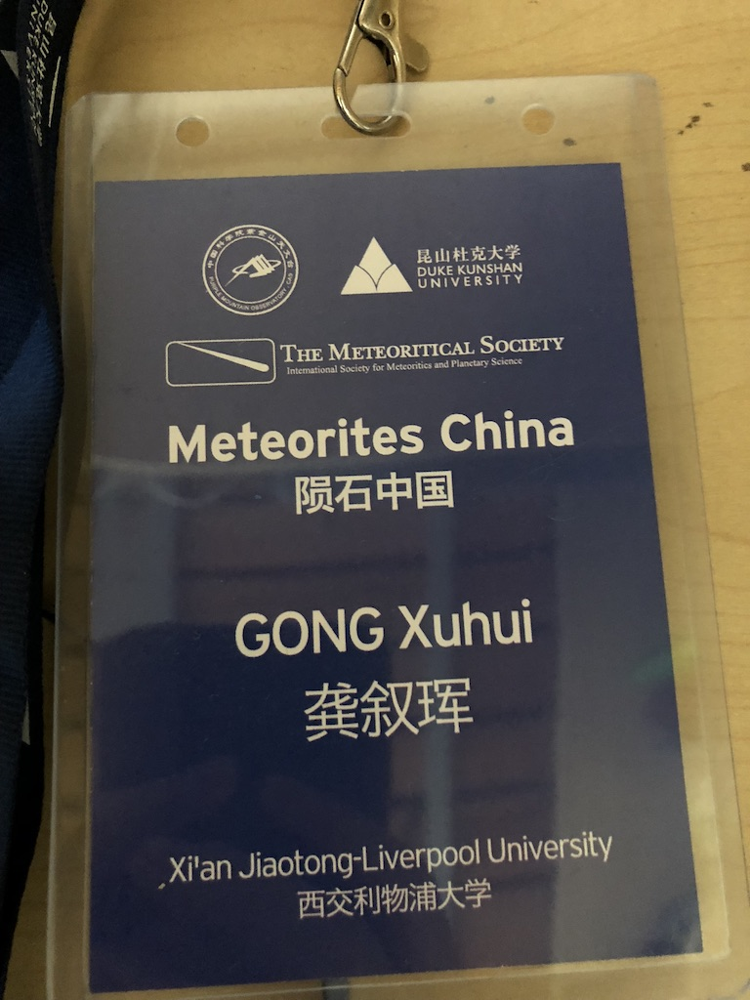 中国科学院紫金山天文台
PURPLE MOUNTAIN OBSERVATORY, CAS
昆山杜克大学
DUKE KUNSHAN
UNIVERSITY
THE METEORITICAL SOCIETY
International Society for Meteoritics and Planetary Science
Meteorites China
陨石中国
GONG Xuhui
龚叙珲
Xi'an Jiaotong-Liverpool University
西交利物浦大学